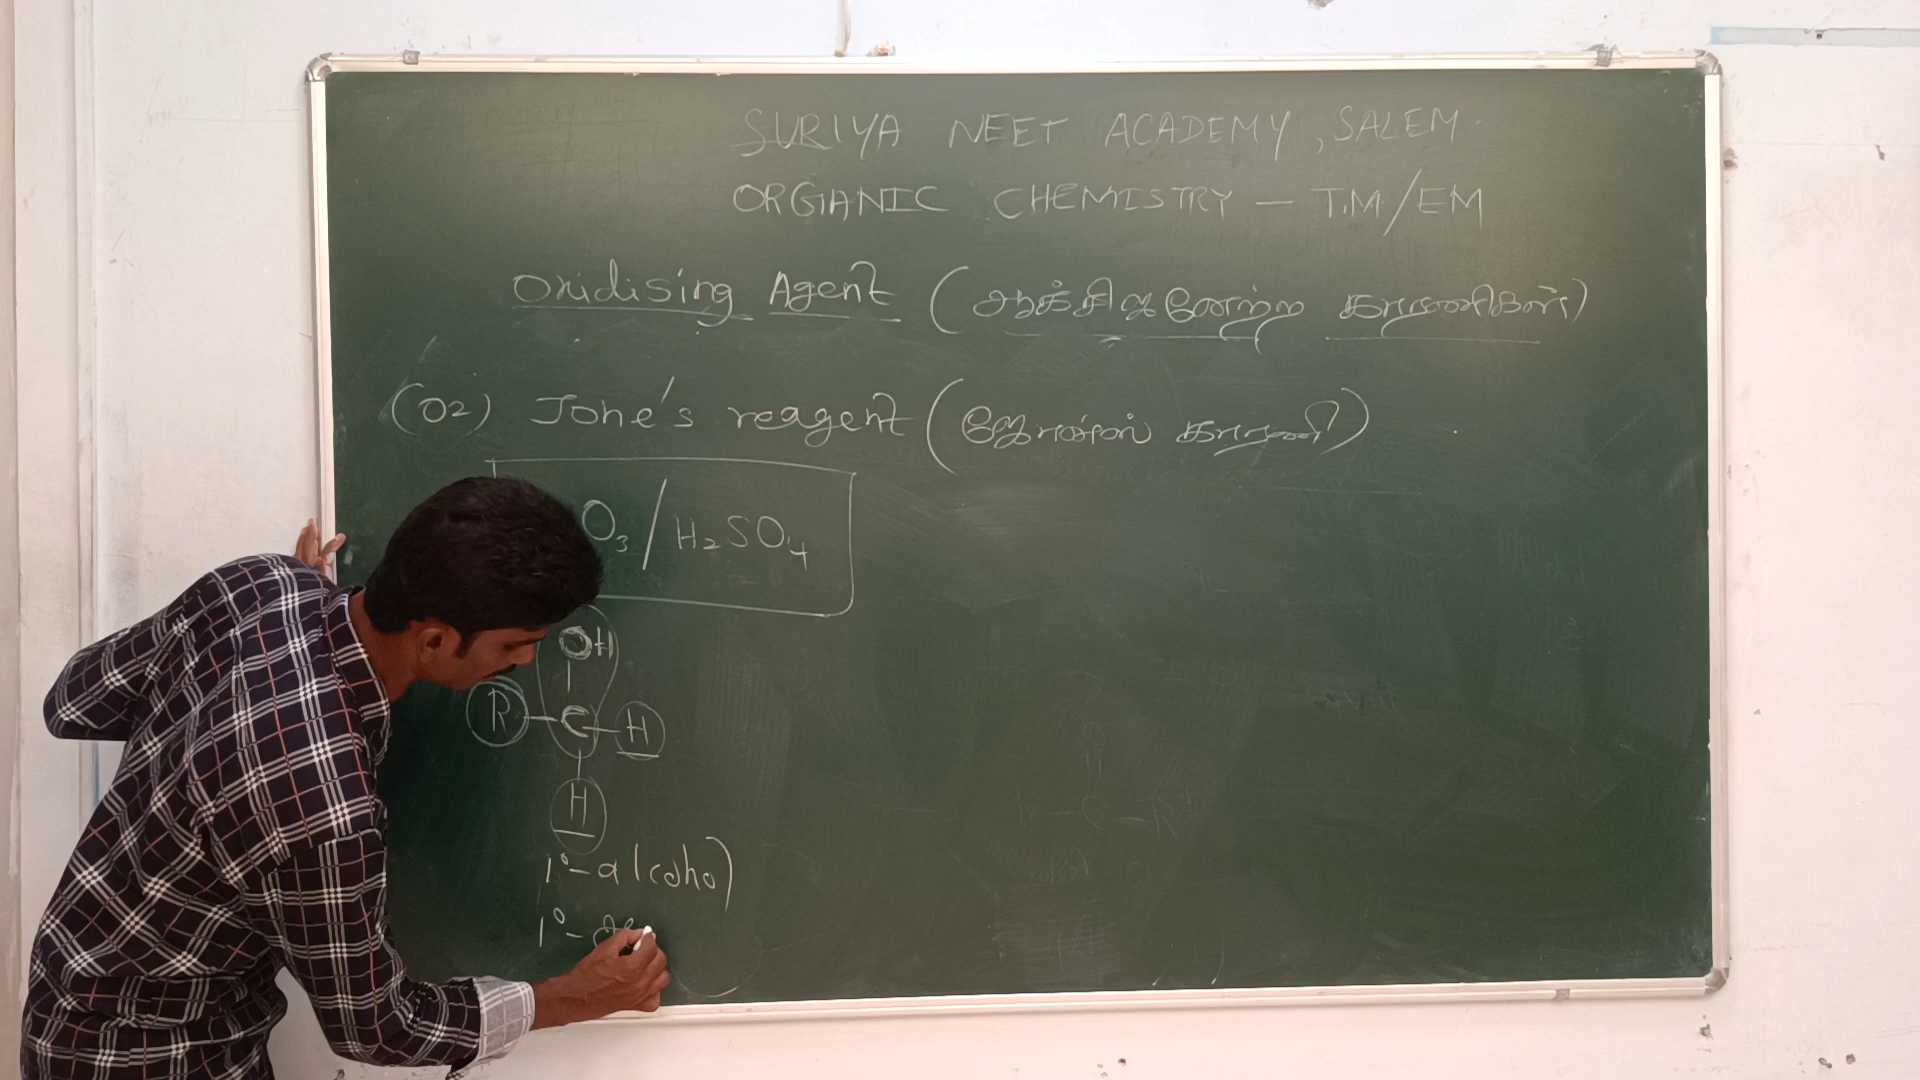 SURIYA NEET ACADEMY, SALEM.
ORGANIC CHEMISTRY - T.M/EM
Oxidising Agent (ஆக்சிஜனேற்ற காரணிகள்)
(02) Jone's reagent (ஜோன்ஸ் காரணி)
O3 / H2SO4
OH
R-C-H
H
1°-alcohol
1°-